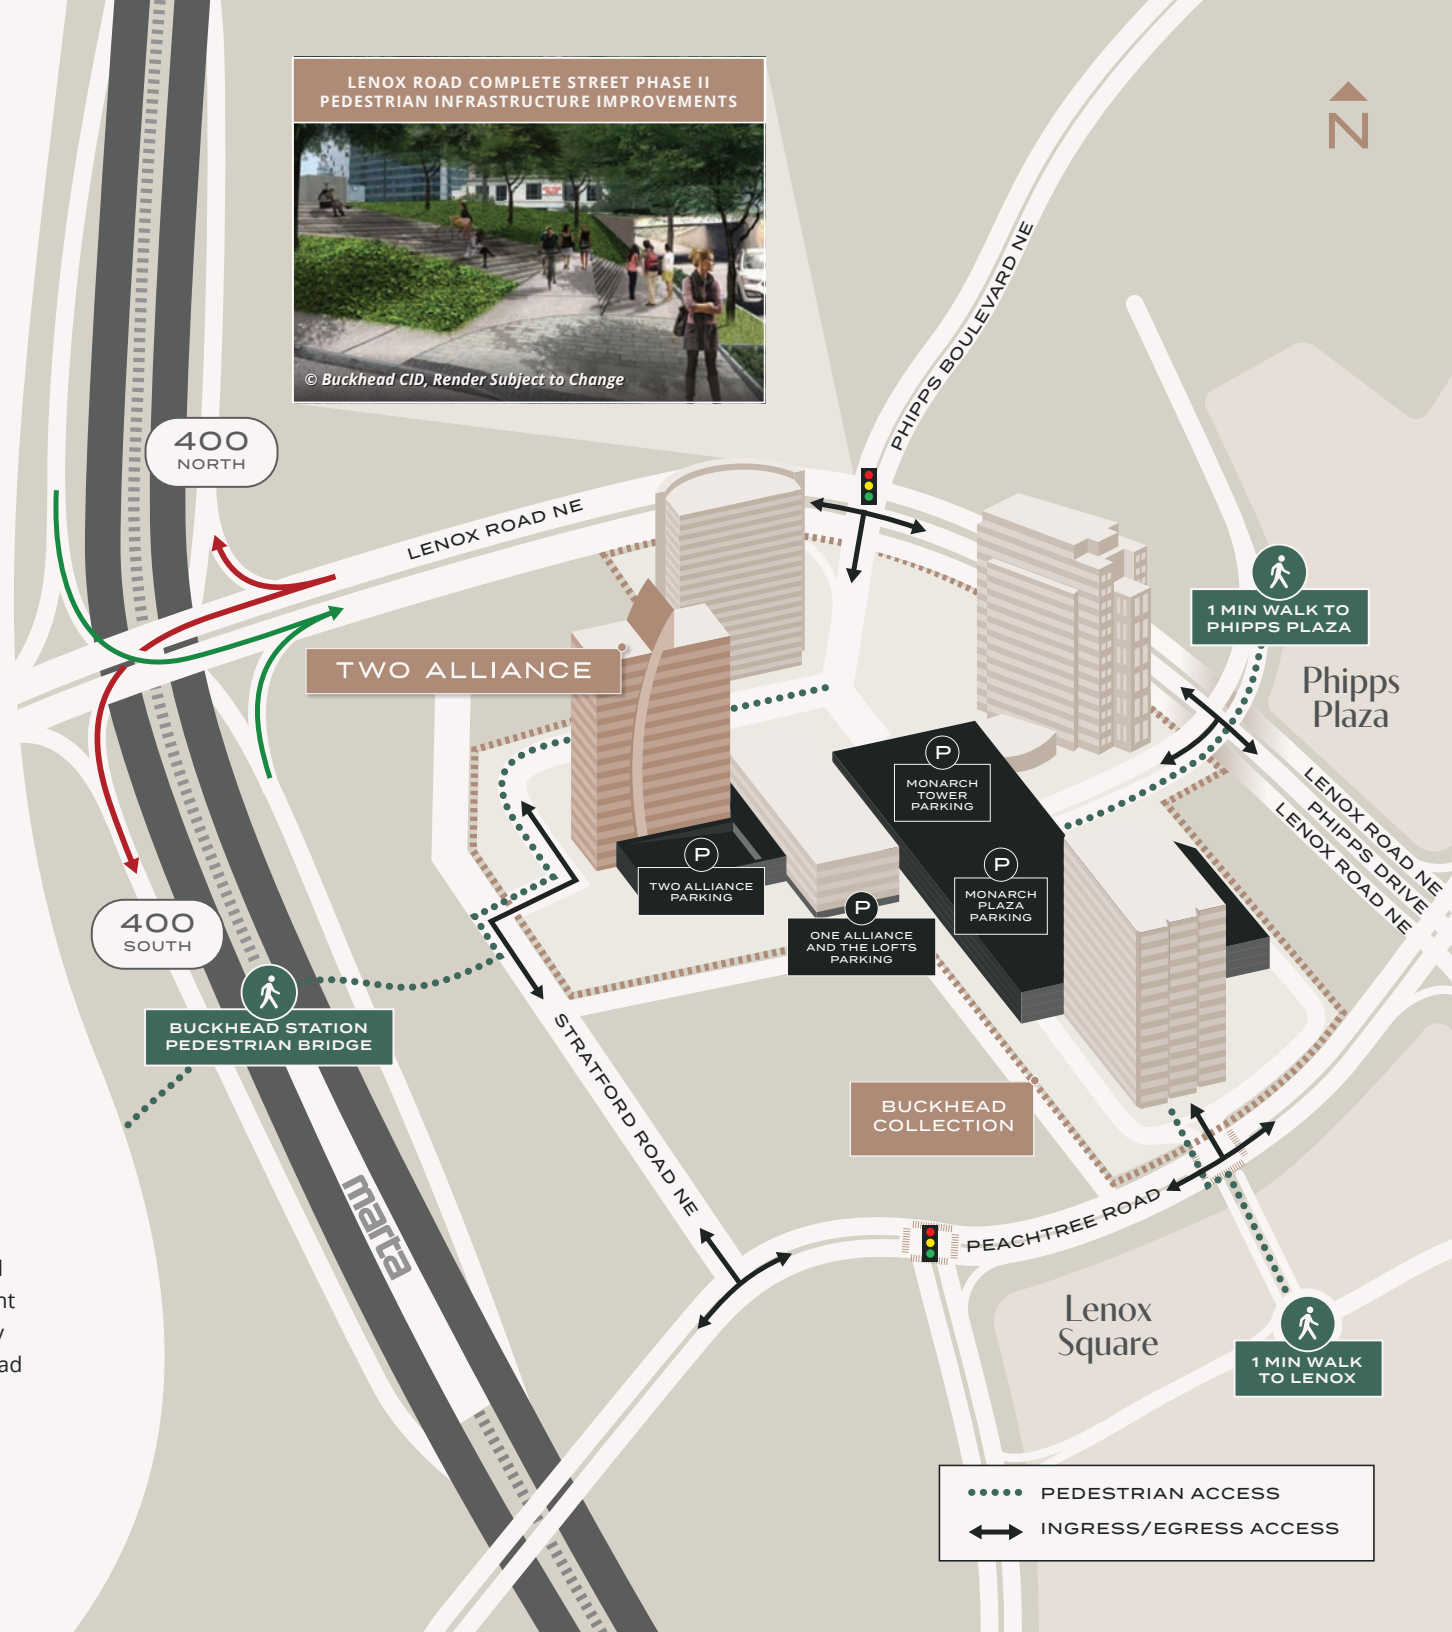 LENOX ROAD COMPLETE STREET PHASE II
PEDESTRIAN INFRASTRUCTURE IMPROVEMENTS
© Buckhead CID, Render Subject to Change
N
PHIPPS BOULEVARD NE
400
NORTH
LENOX ROAD NE
1 MIN WALK TO
PHIPPS PLAZA
TWO ALLIANCE
Phipps
Plaza
P
MONARCH
TOWER
PARKING
LENOX ROAD NE
PHIPPS DRIVE
LENOX ROAD NE
P
TWO ALLIANCE
PARKING
P
MONARCH
PLAZA
PARKING
P
ONE ALLIANCE
AND THE LOFTS
PARKING
400
SOUTH
BUCKHEAD STATION
PEDESTRIAN BRIDGE
STRATFORD ROAD NE
BUCKHEAD
COLLECTION
marta
PEACHTREE ROAD
Lenox
Square
1 MIN WALK
TO LENOX
PEDESTRIAN ACCESS
INGRESS/EGRESS ACCESS